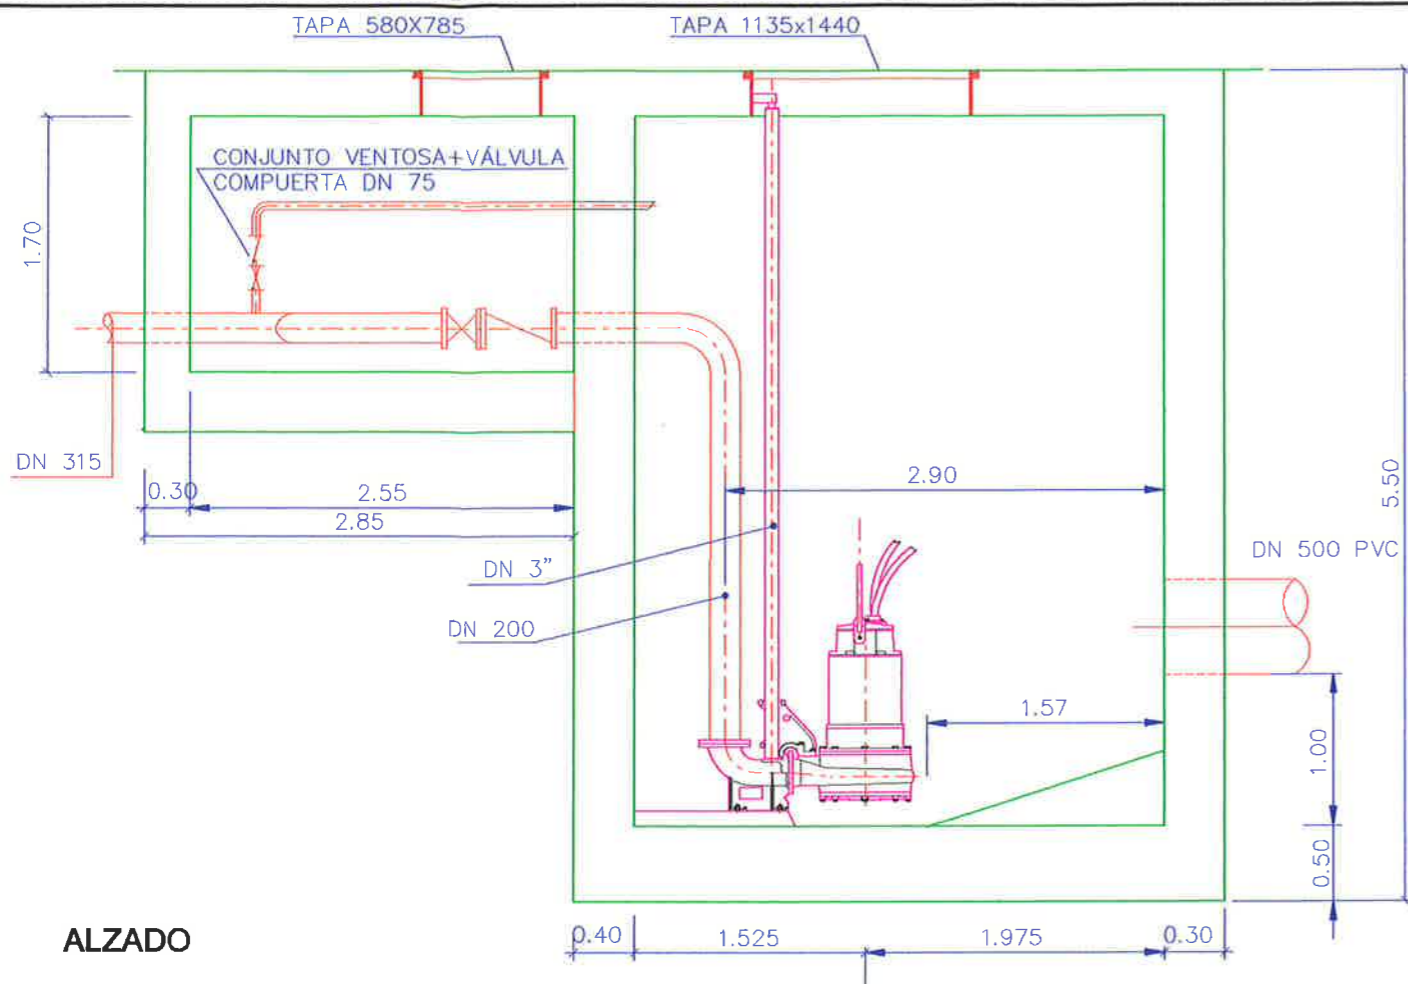 TAPA 580X785
TAPA 1135x1440
CONJUNTO VENTOSA+VÁLVULA
COMPUERTA DN 75
1.70
DN 315
0.30
2.55
2.85
2.90
5.50
DN 3"
DN 500 PVC
DN 200
1.57
1.00
0.50
0.40
1.525
1.975
0.30
ALZADO